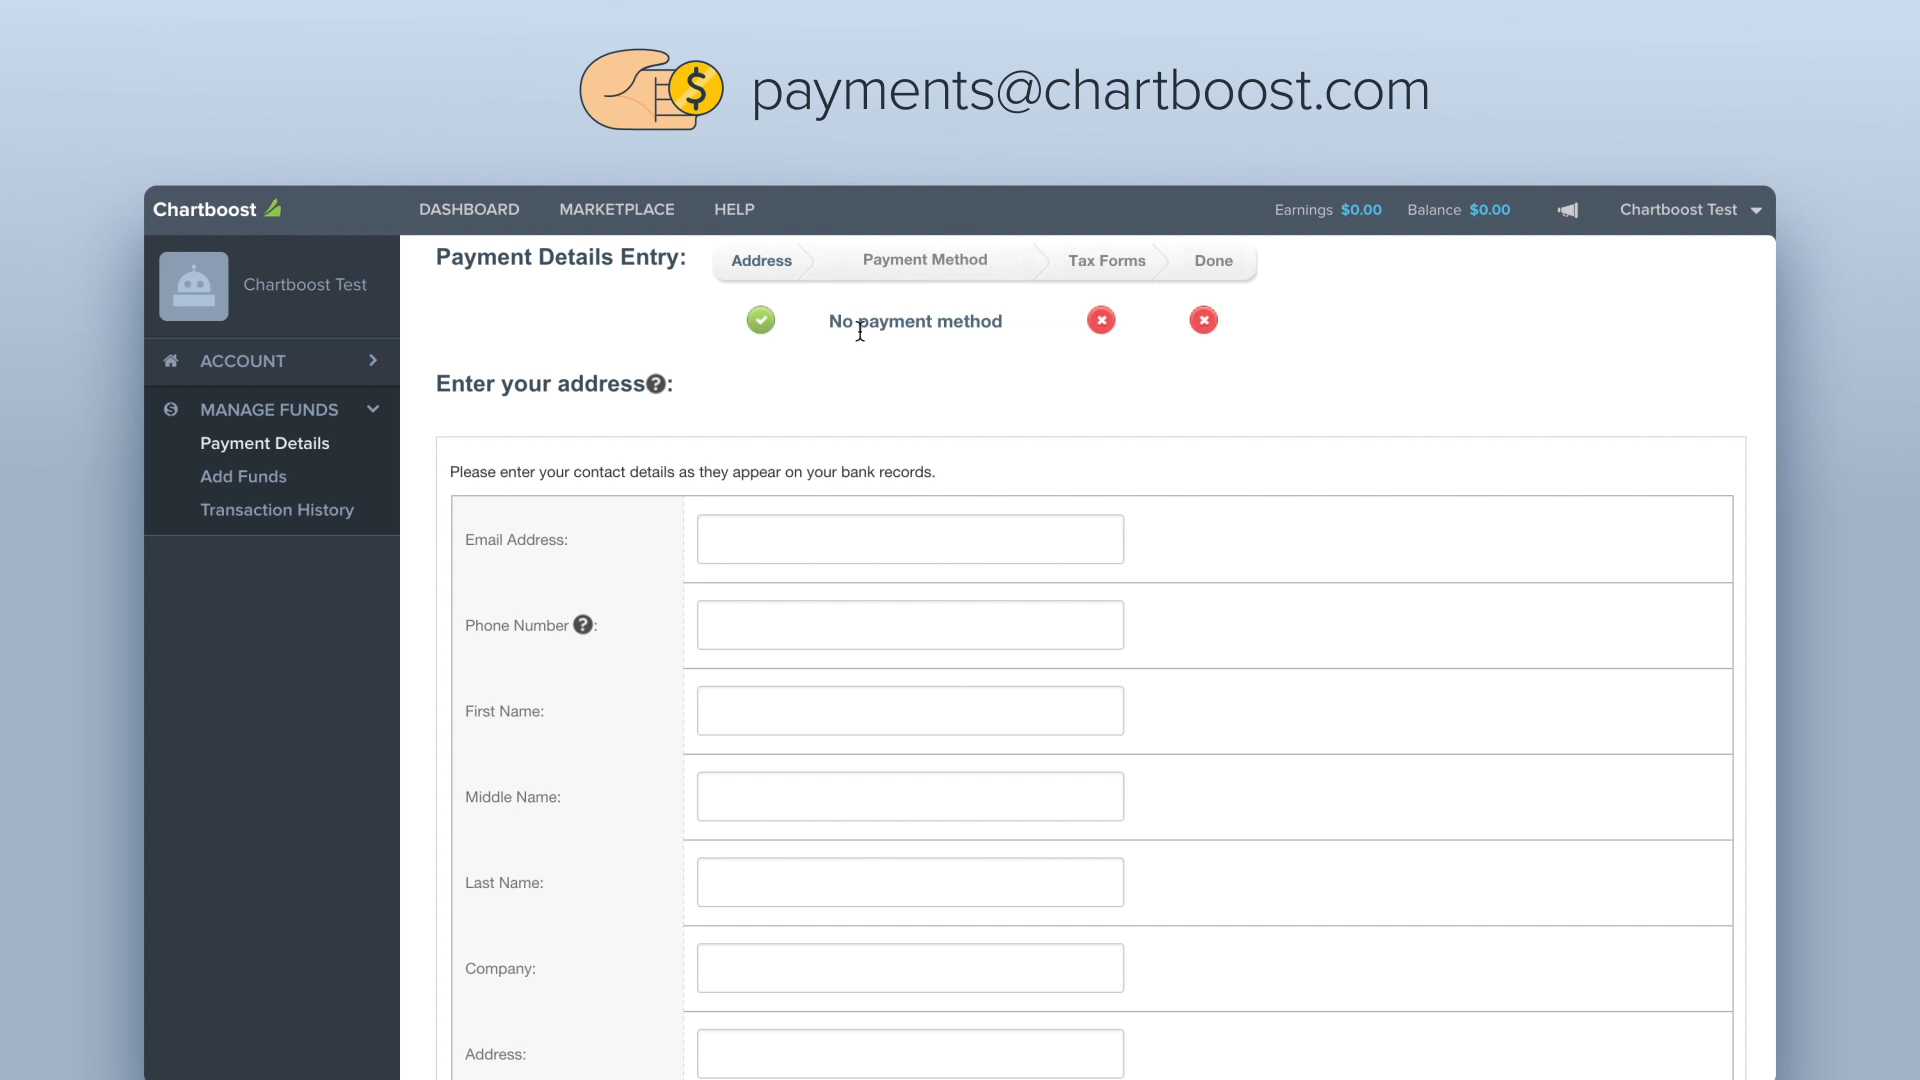 payments@chartboost.com
Chartboost
DASHBOARD MARKETPLACE HELP
Earnings $0.00 Balance $0.00 Chartboost Test
Chartboost Test
ACCOUNT
MANAGE FUNDS
Payment Details
Add Funds
Transaction History
Payment Details Entry: Address Payment Method Tax Forms Done
No payment method
Enter your address?:
Please enter your contact details as they appear on your bank records.
Email Address:
Phone Number ?:
First Name:
Middle Name:
Last Name:
Company:
Address: